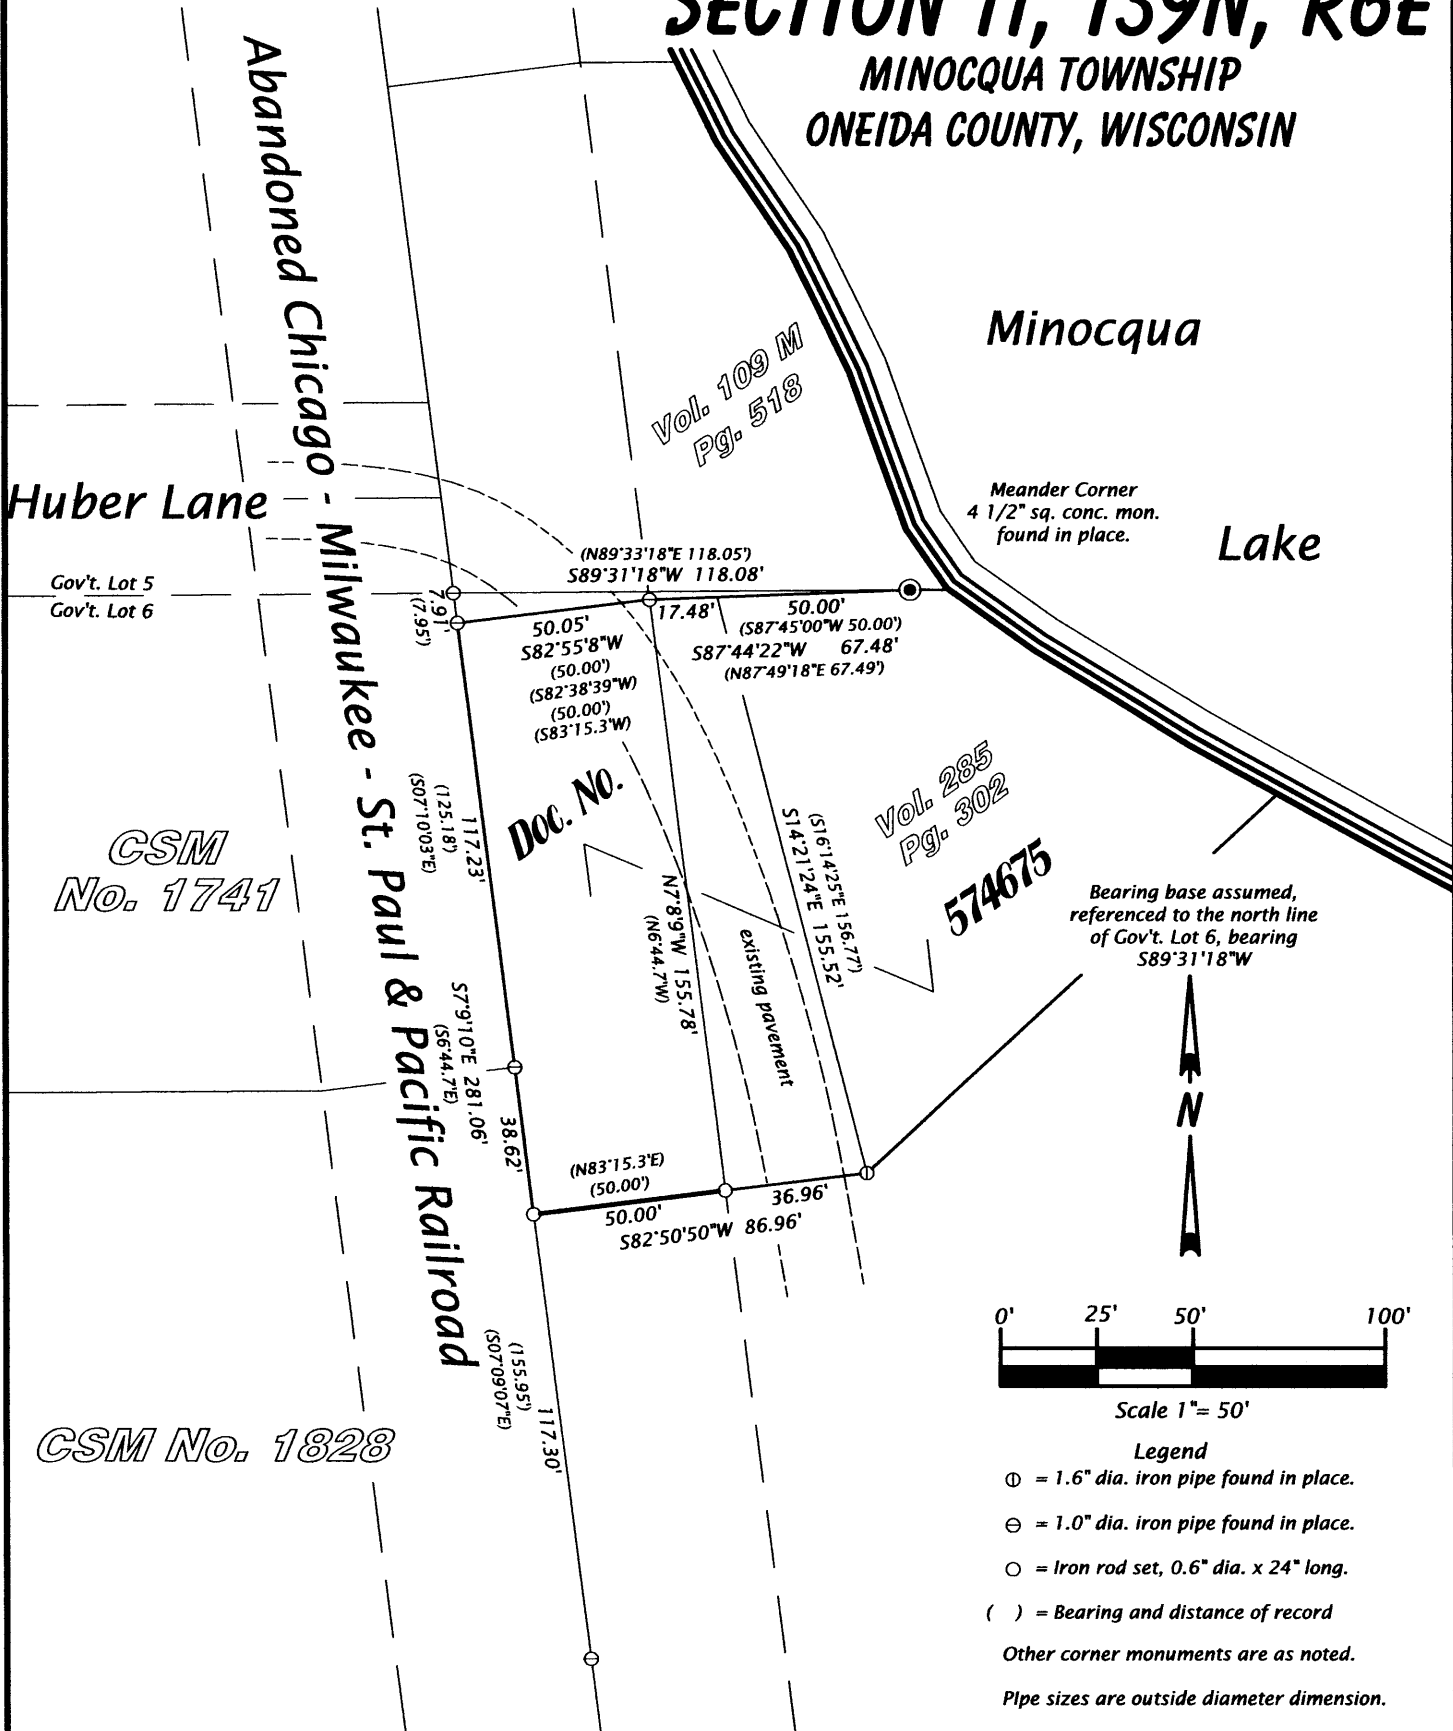 SECTION 11, T39N, R6E
MINOCQUA TOWNSHIP
ONEIDA COUNTY, WISCONSIN
Abandoned Chicago - Milwaukee - St. Paul & Pacific Railroad
Minocqua
Lake
Vol. 109 M
Pg. 518
Huber Lane
Meander Corner
4 1/2" sq. conc. mon.
found in place.
Gov't. Lot 5
Gov't. Lot 6
(N89°33'18"E 118.05')
S89°31'18"W 118.08'
7.91'
(7.95')
50.05'
S82°55'8"W
(50.00')
(S82°38'39"W)
(50.00')
(S83°15.3'W)
17.48'
50.00'
(S87°45'00"W 50.00')
S87°44'22"W 67.48'
(N87°49'18"E 67.49')
117.23'
(125.18')
(S07°10'03"E)
Doc. No.
574675
Vol. 285
Pg. 302
(S16°14'25"E 156.77')
S14°21'24"E 155.52'
N7°8'9"W 155.78'
(N6°44.7'W)
existing pavement
CSM
No. 1741
Bearing base assumed,
referenced to the north line
of Gov't. Lot 6, bearing
S89°31'18"W
N
S7°9'10"E 281.06'
(S6°44.7'E)
38.62'
(N83°15.3'E)
(50.00')
50.00'
36.96'
S82°50'50"W 86.96'
(155.95')
(S07°09'07"E)
117.30'
CSM No. 1828
0' 25' 50' 100'
Scale 1"= 50'
Legend
= 1.6" dia. iron pipe found in place.
= 1.0" dia. iron pipe found in place.
= Iron rod set, 0.6" dia. x 24" long.
( ) = Bearing and distance of record
Other corner monuments are as noted.
Pipe sizes are outside diameter dimension.